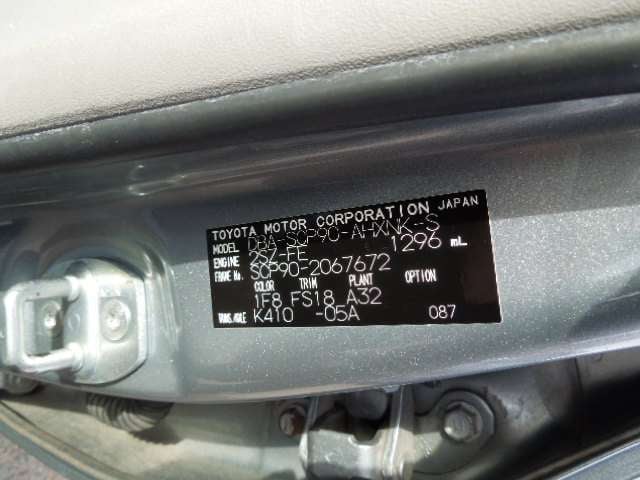 TOYOTA MOTOR CORPORATION JAPAN
MODEL DBA-SCP90-AHXNK-S
ENGINE 2SZ-FE 1296 mL
FRAME No. SCP90-2067672
COLOR TRIM PLANT OPTION
1F8 FS18 A32
TRANS./AXLE K410 -05A 087